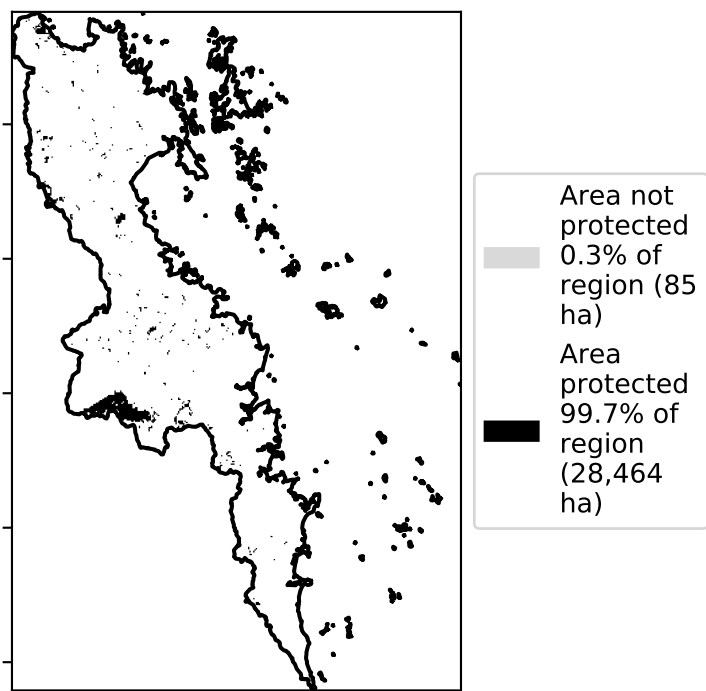 Area not
protected
0.3% of
region (85
ha)
Area
protected
99.7% of
region
(28,464
ha)